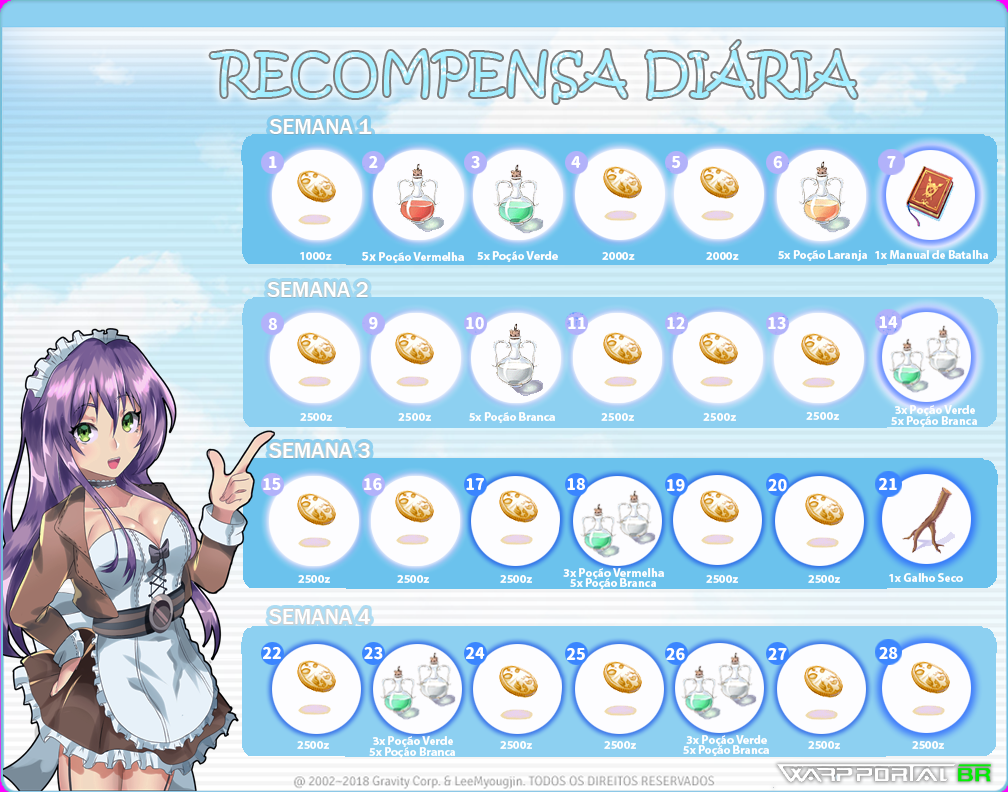 RECOMPENSA DIÁRIA
SEMANA 1
1 2 3 4 5 6 7
1000z 5x Poção Vermelha 5x Poção Verde 2000z 2000z 5x Poção Laranja 1x Manual de Batalha
SEMANA 2
8 9 10 11 12 13 14
2500z 2500z 5x Poção Branca 2500z 2500z 2500z 3x Poção Verde
5x Poção Branca
SEMANA 3
15 16 17 18 19 20 21
2500z 2500z 2500z 3x Poção Vermelha 2500z 2500z 1x Galho Seco
5x Poção Branca
SEMANA 4
22 23 24 25 26 27 28
2500z 3x Poção Verde 2500z 2500z 3x Poção Verde 2500z 2500z
5x Poção Branca 5x Poção Branca
@ 2002-2018 Gravity Corp. & LeeMyougjin. TODOS OS DIREITOS RESERVADOS
WARPPORTAL BR